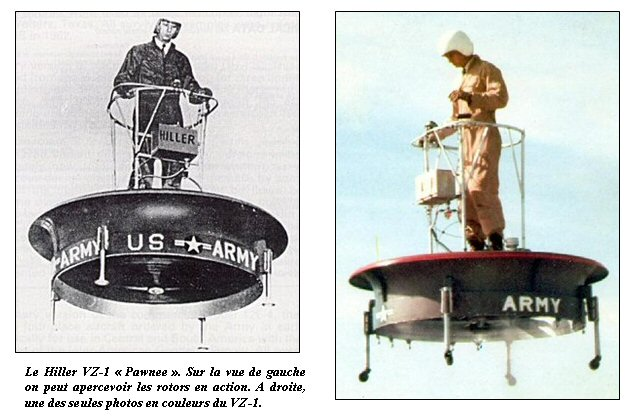 HILLER
ARMY US ★ ARMY
ARMY
Le Hiller VZ-1 « Pawnee ». Sur la vue de gauche
on peut apercevoir les rotors en action. A droite,
une des seules photos en couleurs du VZ-1.